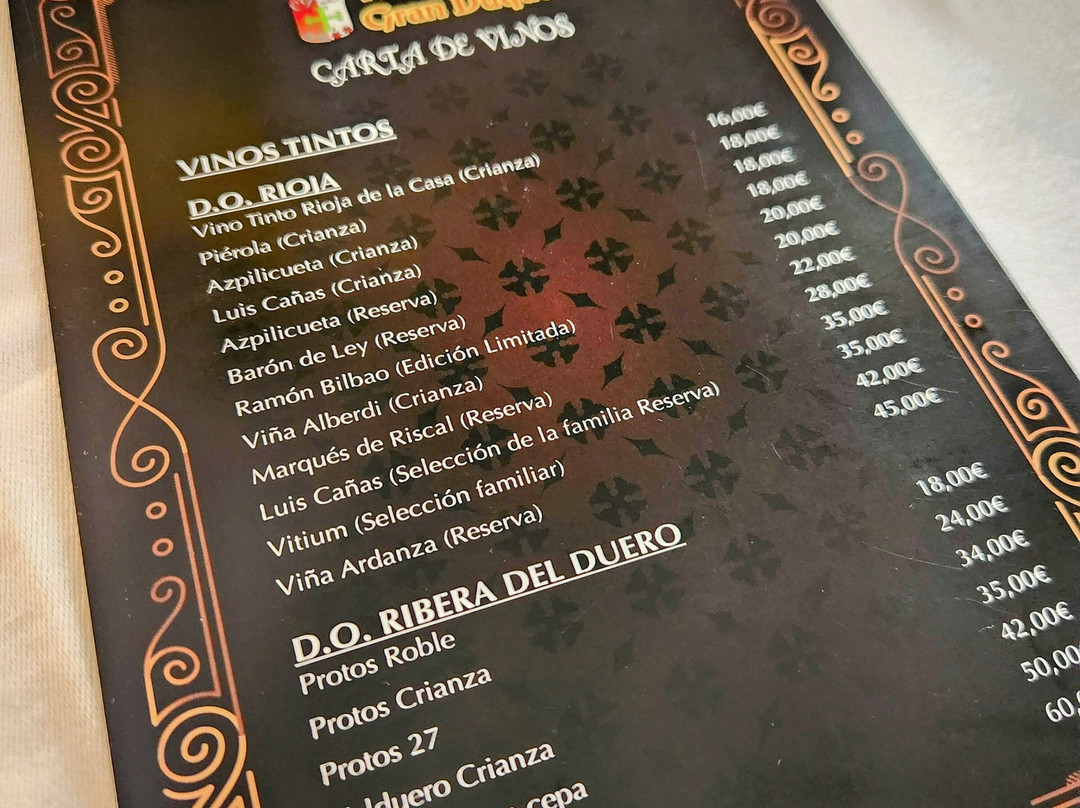 Gran
CARTA DE VINOS
VINOS TINTOS
D.O. RIOJA
Vino Tinto Rioja de la Casa (Crianza) 16,00€
Piérola (Crianza) 18,00€
Azpilicueta (Crianza) 18,00€
Luis Cañas (Crianza) 18,00€
Azpilicueta (Reserva) 20,00€
Barón de Ley (Reserva) 20,00€
Ramón Bilbao (Edición Limitada) 22,00€
Viña Alberdi (Crianza) 28,00€
Marqués de Riscal (Reserva) 35,00€
Luis Cañas (Selección de la familia Reserva) 35,00€
Vitium (Selección familiar) 42,00€
Viña Ardanza (Reserva) 45,00€
D.O. RIBERA DEL DUERO
Protos Roble 18,00€
Protos Crianza 24,00€
Protos 27 34,00€
Crianza 35,00€
cepa 42,00€
50,00